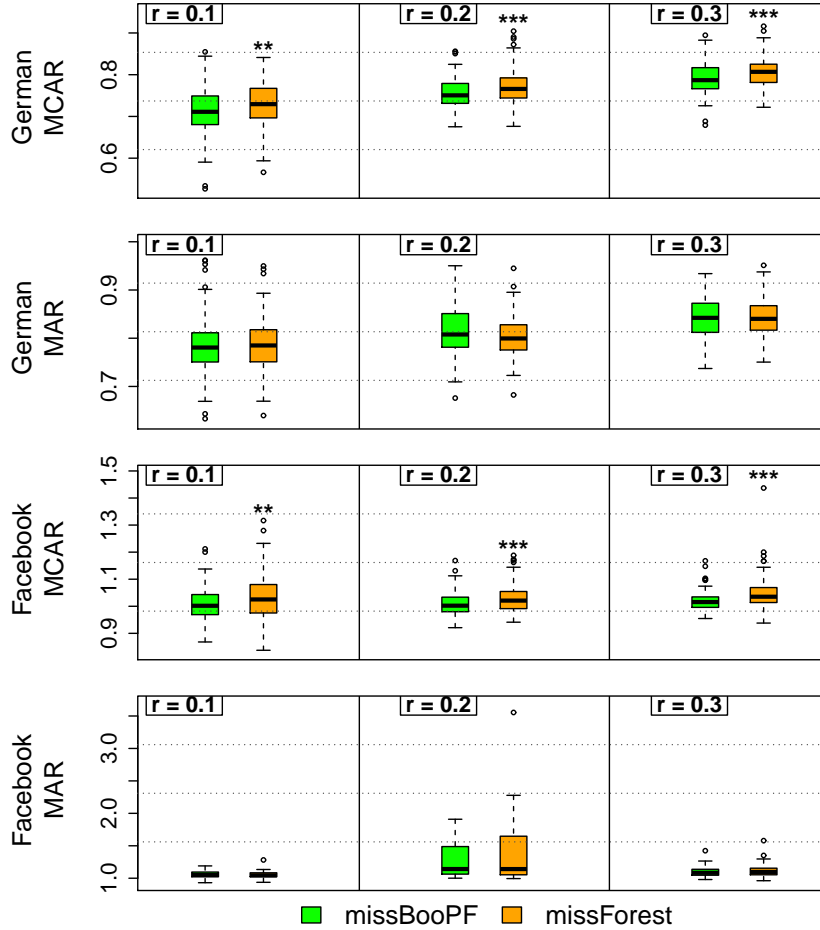 German
MCAR
0.6
0.8
r = 0.1
**
r = 0.2
***
r = 0.3
***
German
MAR
0.7
0.9
r = 0.1
r = 0.2
r = 0.3
Facebook
MCAR
0.9
1.1
1.3
1.5
r = 0.1
**
r = 0.2
***
r = 0.3
***
Facebook
MAR
1.0
2.0
3.0
r = 0.1
r = 0.2
r = 0.3
missBooPF missForest